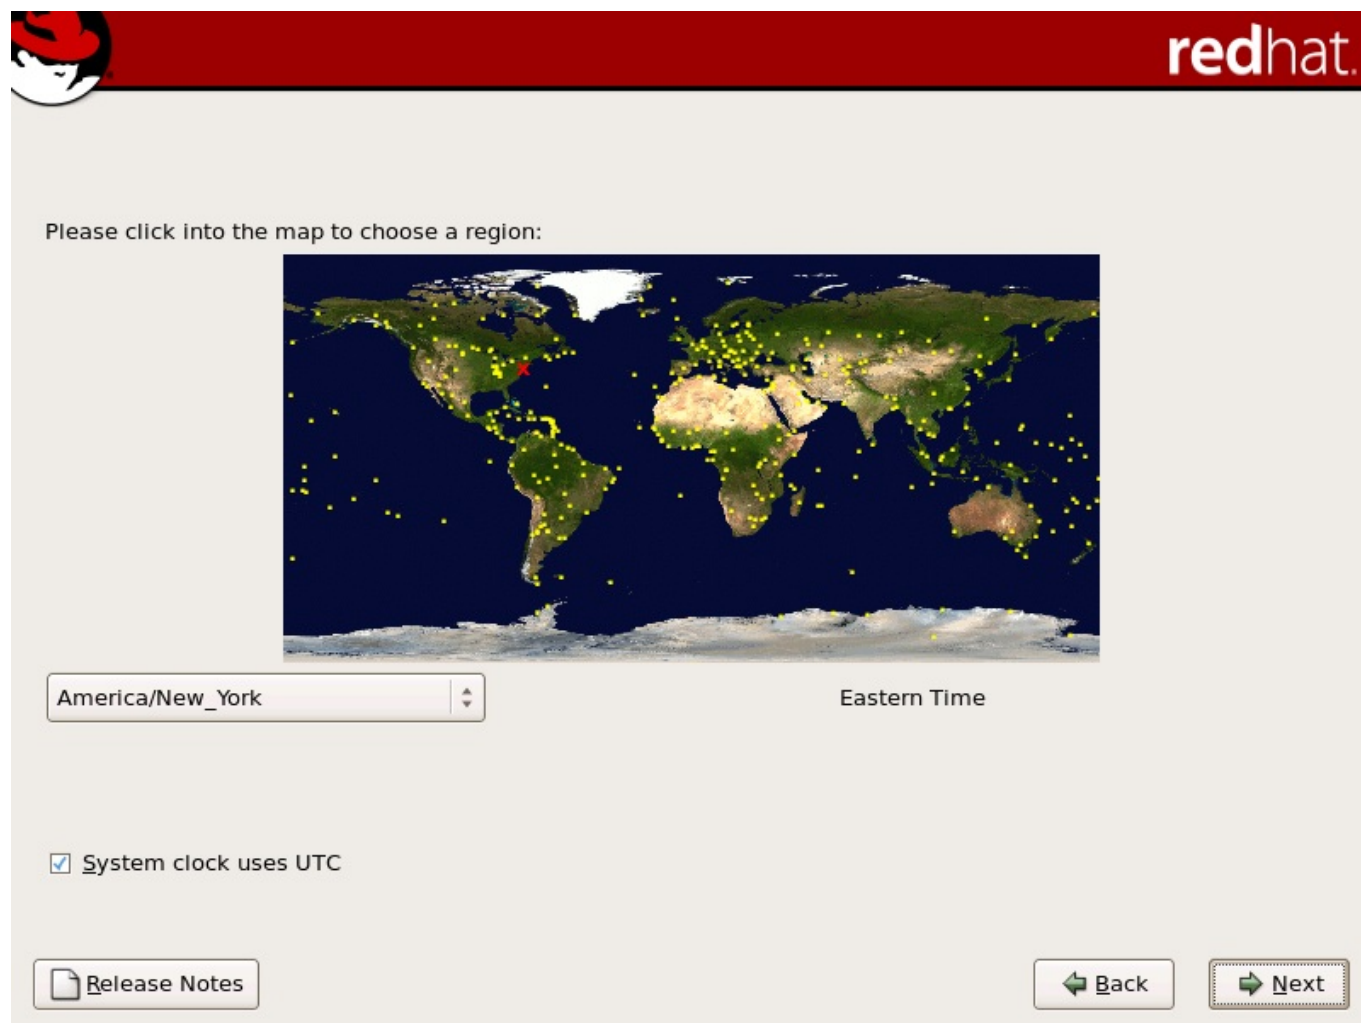 redhat.
Please click into the map to choose a region:
America/New_York
Eastern Time
System clock uses UTC
Release Notes
Back
Next